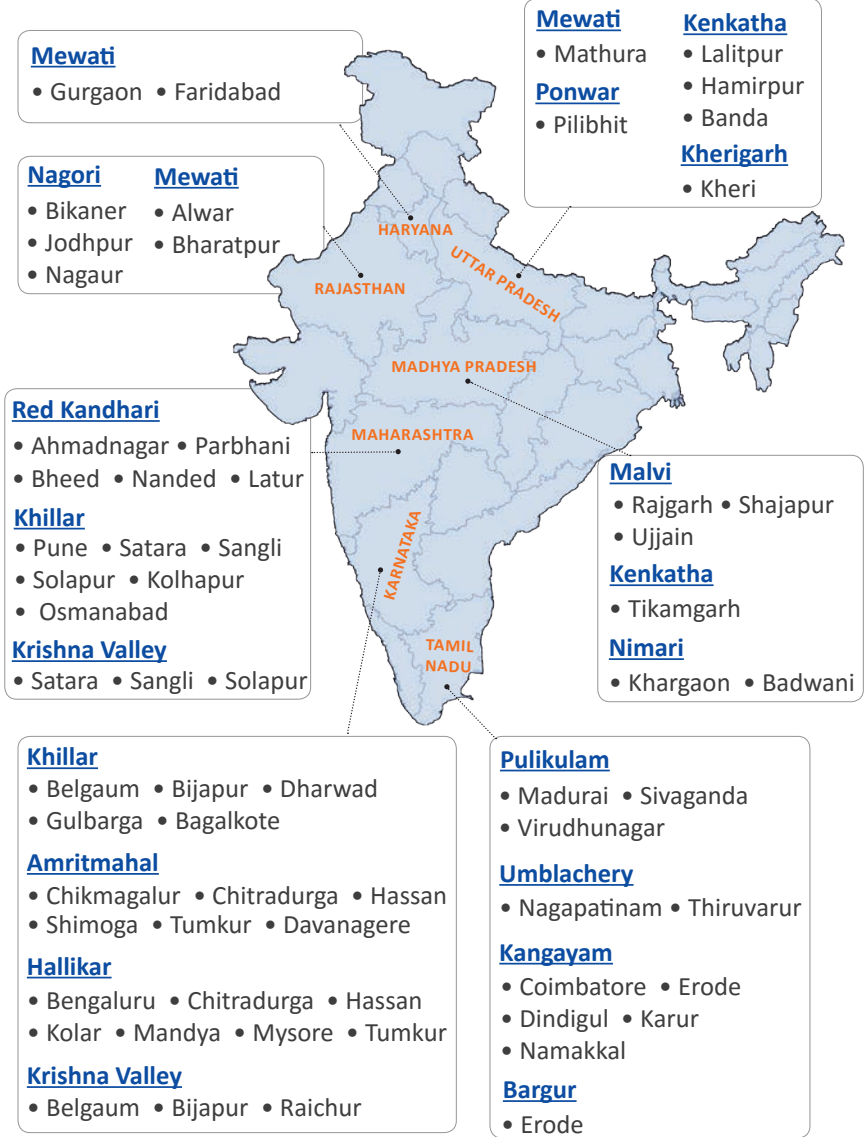 Mewati
• Gurgaon • Faridabad
Mewati
• Mathura
Ponwar
• Pilibhit
Kenkatha
• Lalitpur
• Hamirpur
• Banda
Kherigarh
• Kheri
Nagori
• Bikaner
• Jodhpur
• Nagaur
Mewati
• Alwar
• Bharatpur
HARYANA
UTTAR PRADESH
RAJASTHAN
MADHYA PRADESH
MAHARASHTRA
KARNATAKA
TAMIL
NADU
Red Kandhari
• Ahmadnagar • Parbhani
• Bheed • Nanded • Latur
Khillar
• Pune • Satara • Sangli
• Solapur • Kolhapur
• Osmanabad
Krishna Valley
• Satara • Sangli • Solapur
Malvi
• Rajgarh • Shajapur
• Ujjain
Kenkatha
• Tikamgarh
Nimari
• Khargaon • Badwani
Khillar
• Belgaum • Bijapur • Dharwad
• Gulbarga • Bagalkote
Amritmahal
• Chikmagalur • Chitradurga • Hassan
• Shimoga • Tumkur • Davanagere
Hallikar
• Bengaluru • Chitradurga • Hassan
• Kolar • Mandya • Mysore • Tumkur
Krishna Valley
• Belgaum • Bijapur • Raichur
Pulikulam
• Madurai • Sivaganda
• Virudhunagar
Umblachery
• Nagapatinam • Thiruvarur
Kangayam
• Coimbatore • Erode
• Dindigul • Karur
• Namakkal
Bargur
• Erode